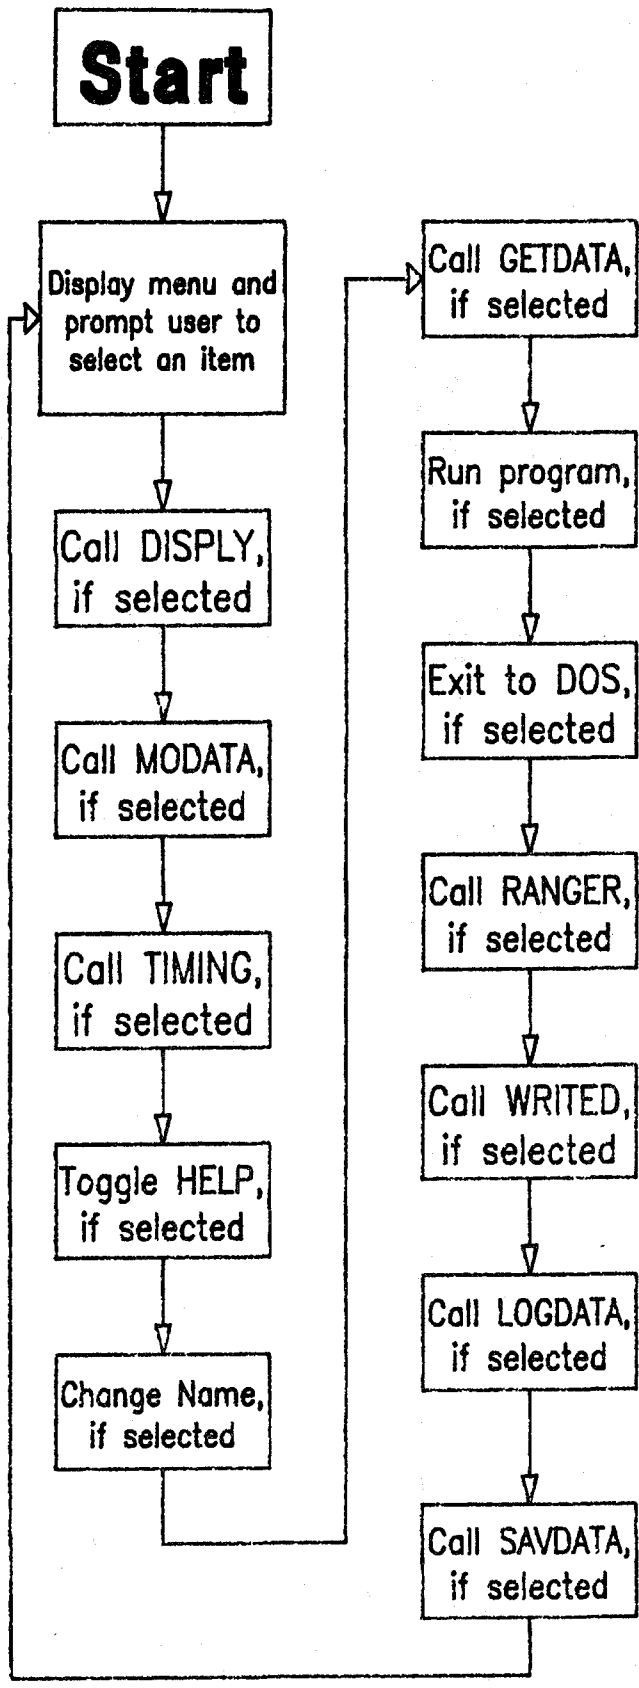 Start
Display menu and
prompt user to
select an item
Call DISPLY,
if selected
Call MODATA,
if selected
Call TIMING,
if selected
Toggle HELP,
if selected
Change Name,
if selected
Call GETDATA,
if selected
Run program,
if selected
Exit to DOS,
if selected
Call RANGER,
if selected
Call WRITED,
if selected
Call LOGDATA,
if selected
Call SAVDATA,
if selected